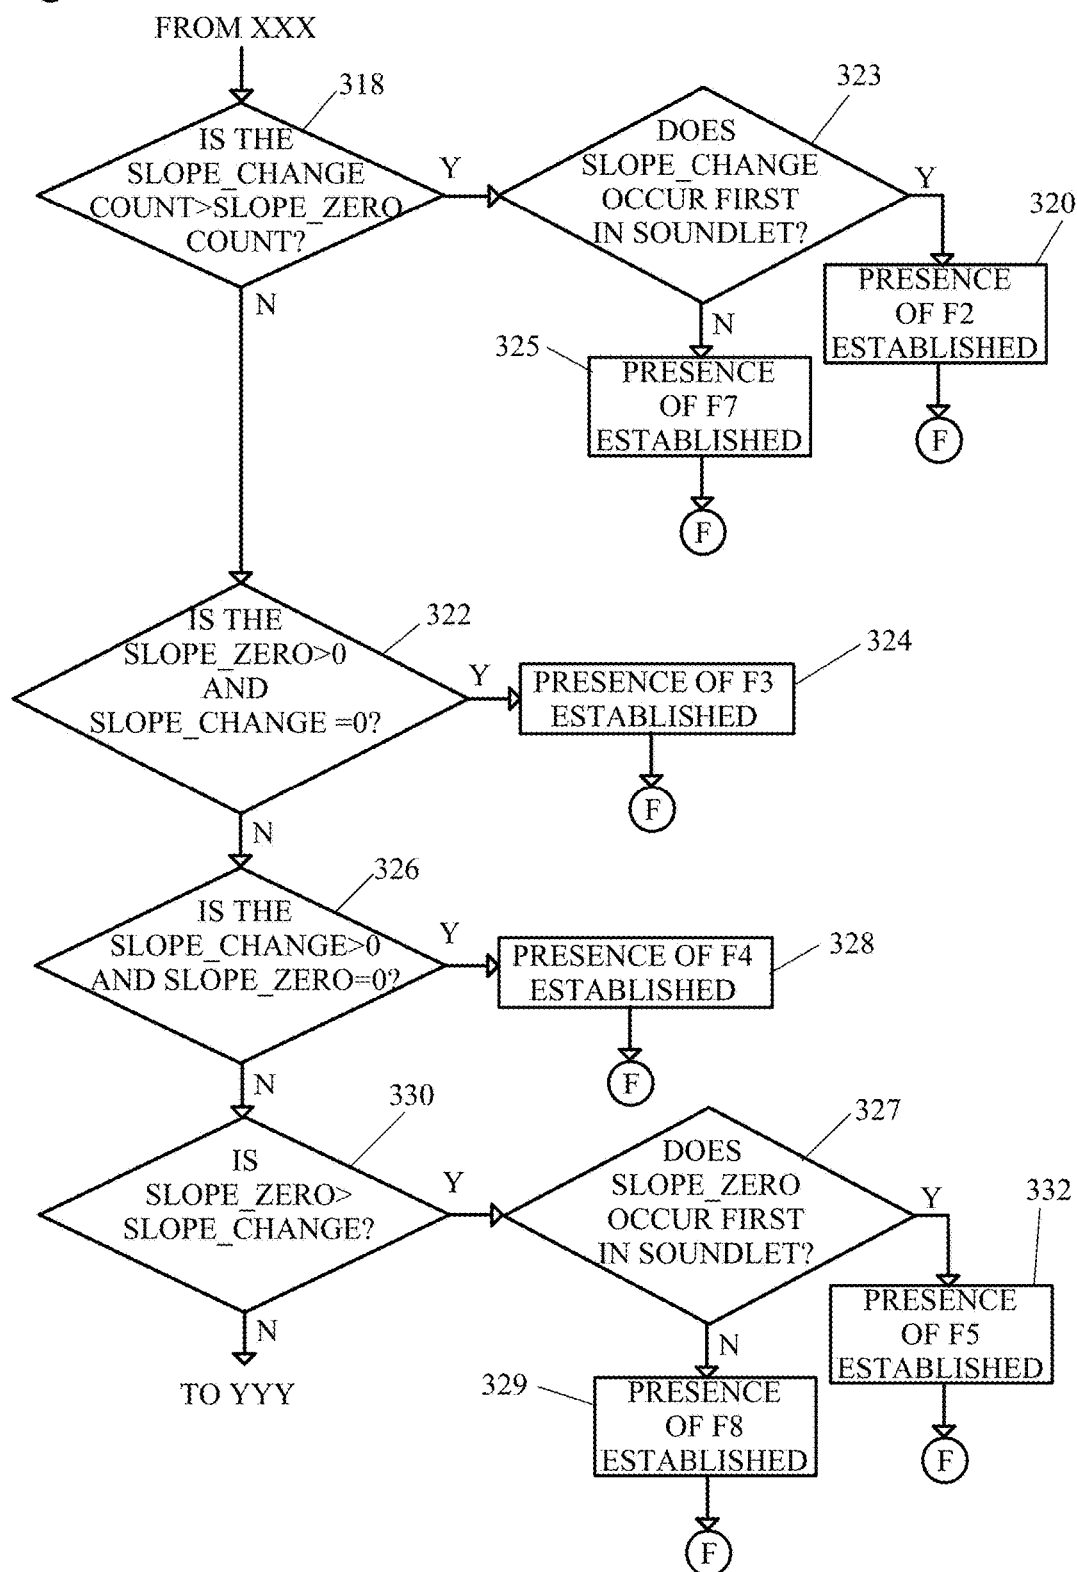 FROM XXX
318
IS THE
SLOPE_CHANGE
COUNT>SLOPE_ZERO
COUNT?
Y
N
323
DOES
SLOPE_CHANGE
OCCUR FIRST
IN SOUNDLET?
Y
N
320
PRESENCE
OF F2
ESTABLISHED
F
325
PRESENCE
OF F7
ESTABLISHED
F
322
IS THE
SLOPE_ZERO>0
AND
SLOPE_CHANGE =0?
Y
N
324
PRESENCE OF F3
ESTABLISHED
F
326
IS THE
SLOPE_CHANGE>0
AND SLOPE_ZERO=0?
Y
N
328
PRESENCE OF F4
ESTABLISHED
F
330
IS
SLOPE_ZERO>
SLOPE_CHANGE?
Y
N
TO YYY
327
DOES
SLOPE_ZERO
OCCUR FIRST
IN SOUNDLET?
Y
N
332
PRESENCE
OF F5
ESTABLISHED
F
329
PRESENCE
OF F8
ESTABLISHED
F